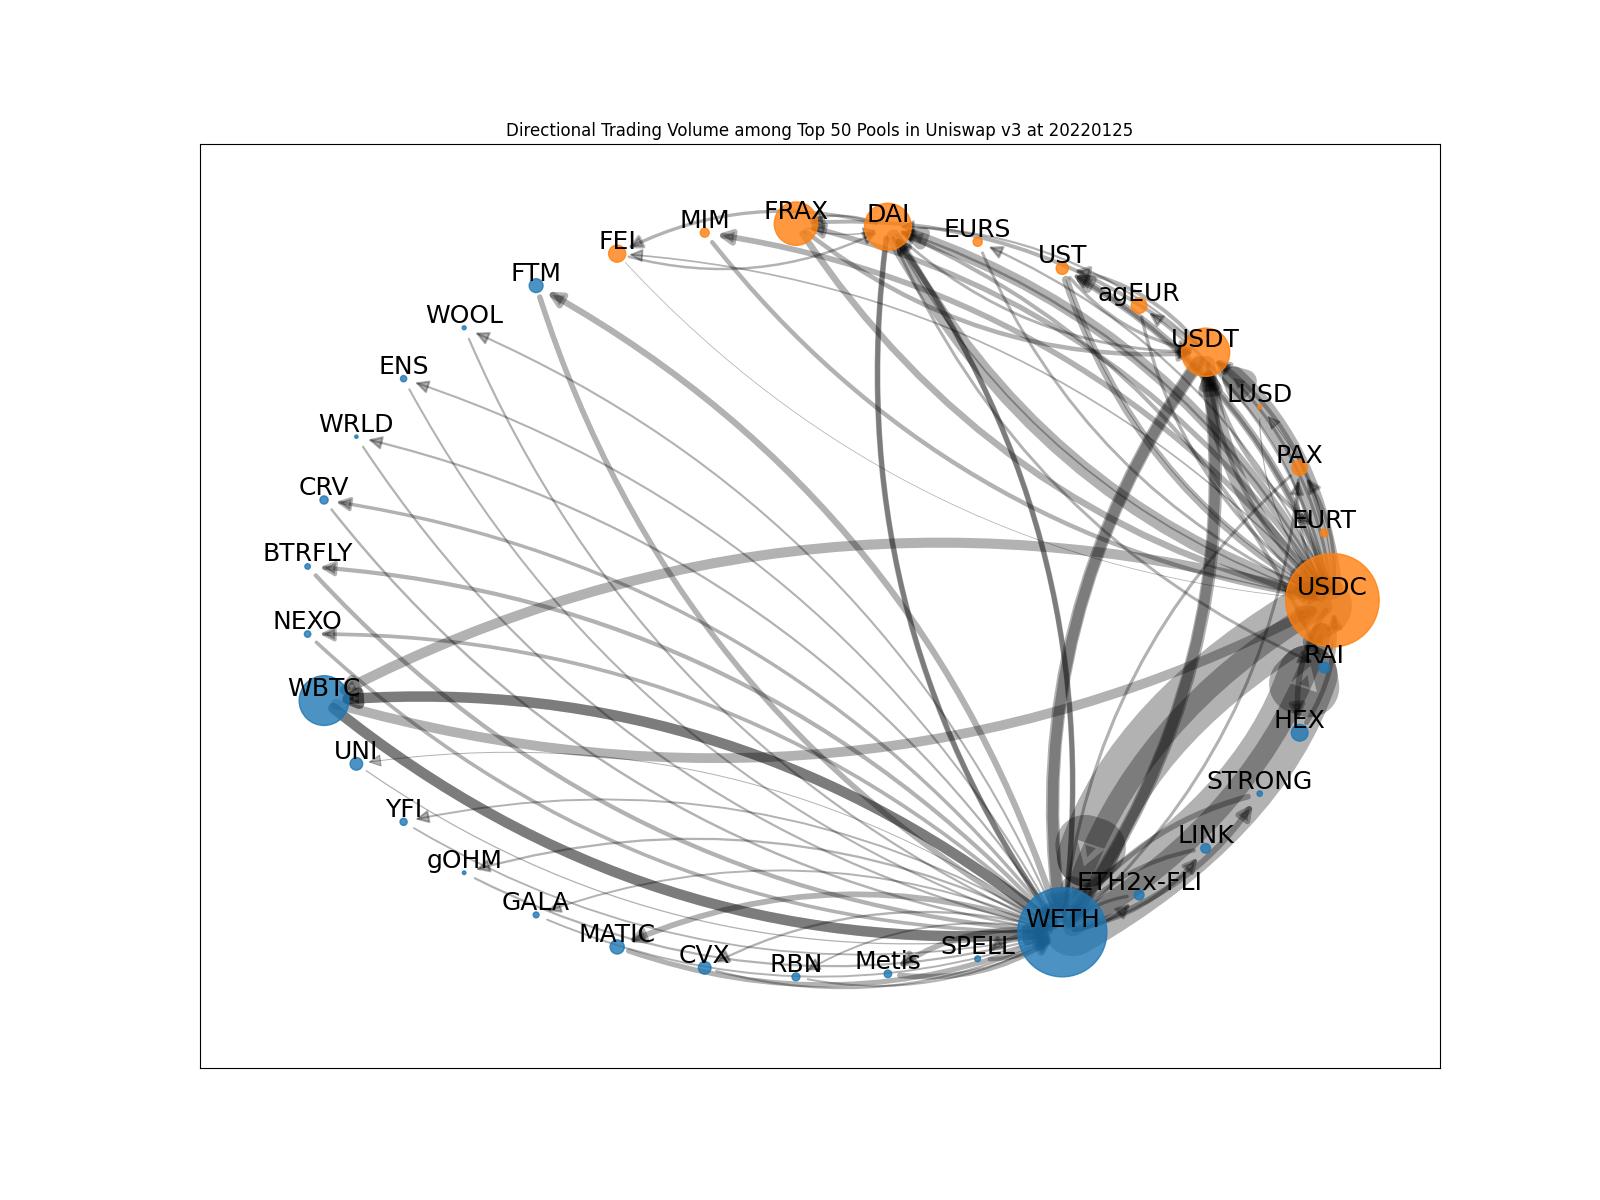 Directional Trading Volume among Top 50 Pools in Uniswap v3 at 20220125
FRAX
DAI
MIM
EURS
FEI
UST
FTM
agEUR
WOOL
USDT
ENS
LUSD
WRLD
PAX
CRV
EURT
BTRFLY
USDC
NEXO
RAI
WBTC
HEX
UNI
STRONG
YFI
LINK
gOHM
ETH2x-FLI
GALA
WETH
MATIC
SPELL
CVX
Metis
RBN